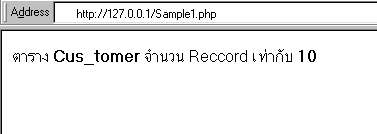 Address http://127.0.0.1/Sample1.php
ตาราง Cus_tomer จำนวน Reccord เท่ากับ 10